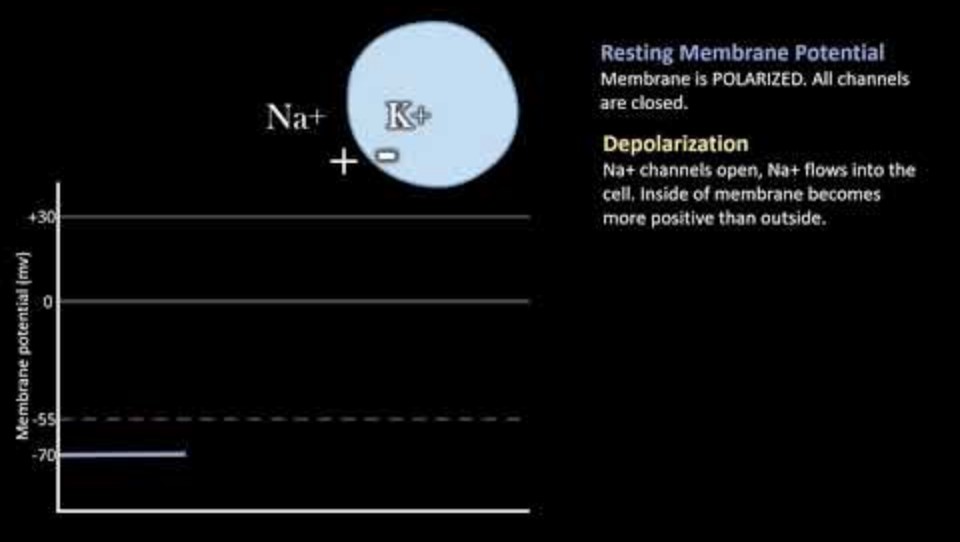 Resting Membrane Potential
Membrane is POLARIZED. All channels
are closed.
Depolarization
Na+ channels open, Na+ flows into the
cell. Inside of membrane becomes
more positive than outside.
Na+ K+
+ -
+30
0
-55
-70
Membrane potential (mv)